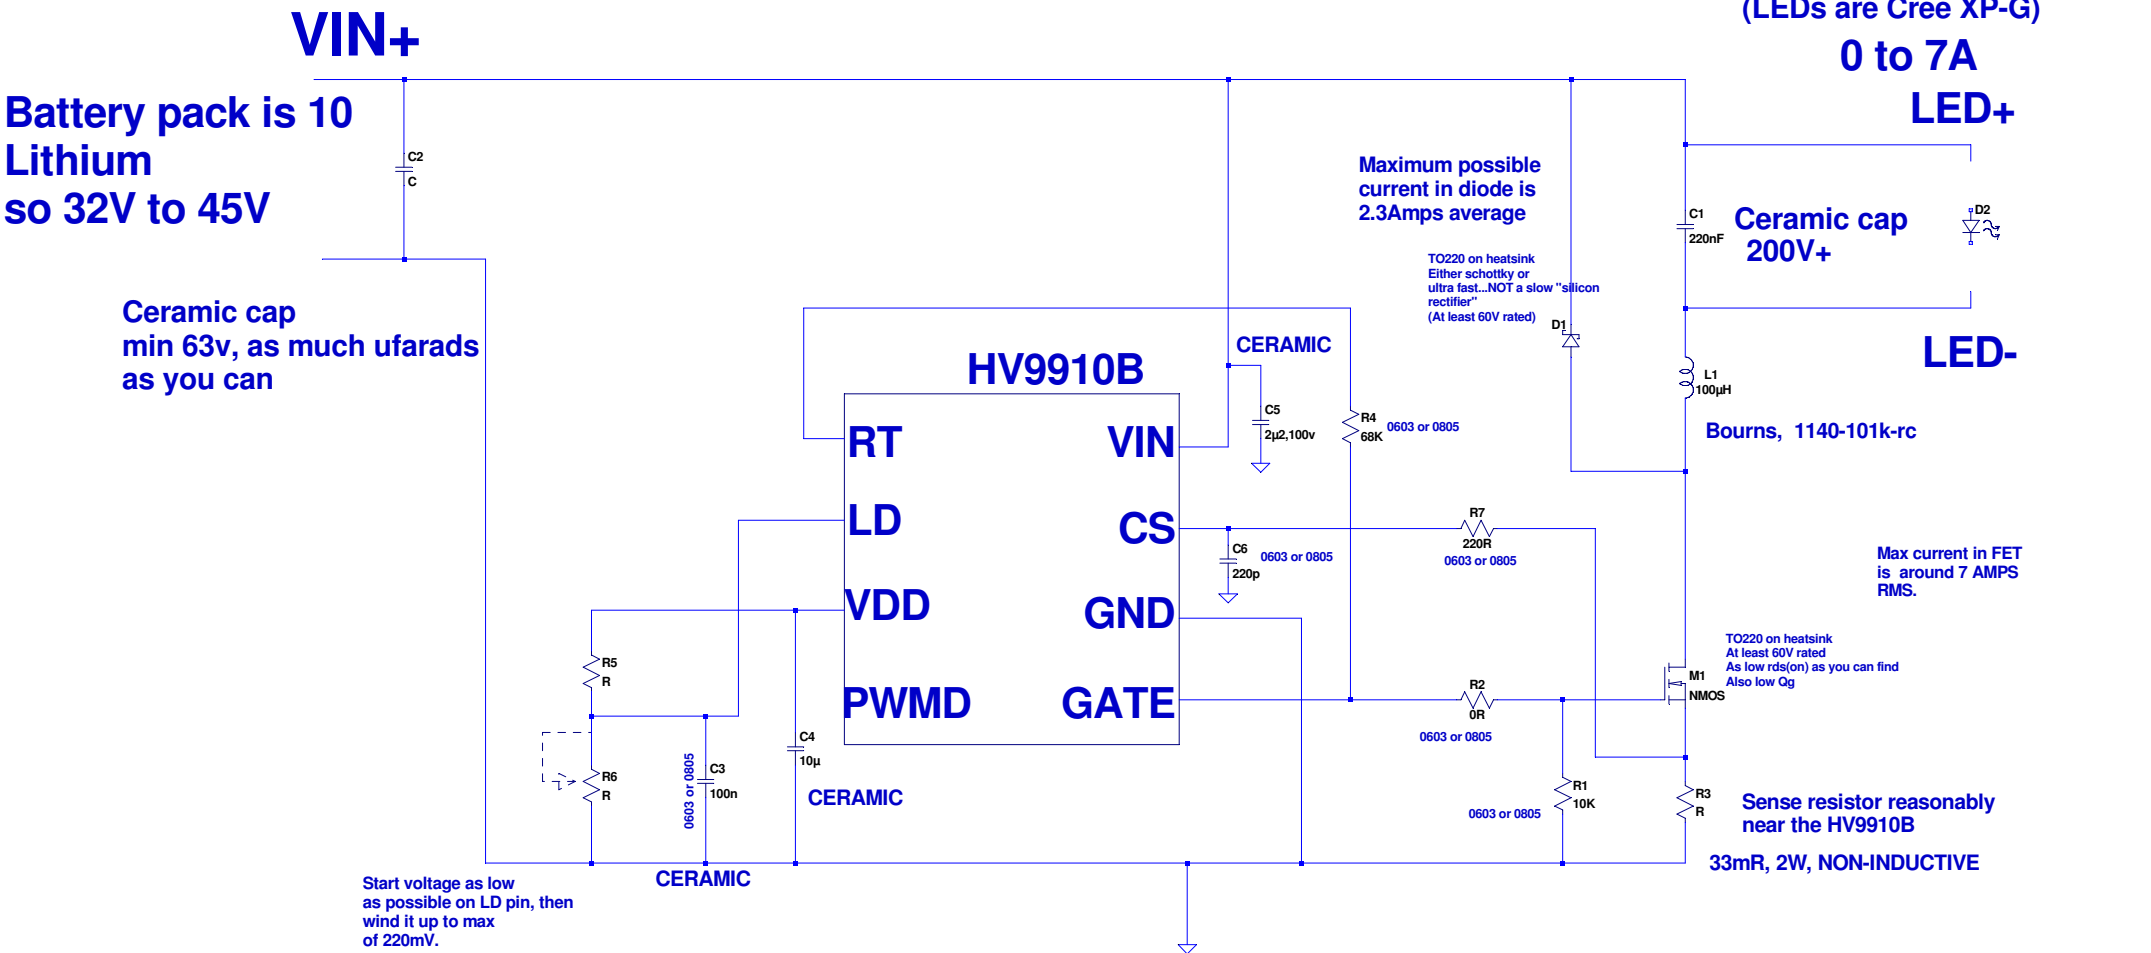 (LEDs are Cree XP-G)
0 to 7A
LED+
VIN+
Battery pack is 10
Lithium
so 32V to 45V
C2
C
Ceramic cap
min 63v, as much ufarads
as you can
Maximum possible
current in diode is
2.3Amps average
TO220 on heatsink
Either schottky or
ultra fast...NOT a slow "silicon
rectifier"
(At least 60V rated)
D1
C1
220nF
Ceramic cap
200V+
D2
LED-
L1
100µH
Bourns, 1140-101k-rc
HV9910B
CERAMIC
C5
2µ2,100v
R4
68K
0603 or 0805
RT
VIN
LD
CS
VDD
GND
PWMD
GATE
R7
220R
0603 or 0805
C6
220p
0603 or 0805
Max current in FET
is around 7 AMPS
RMS.
TO220 on heatsink
At least 60V rated
As low rds(on) as you can find
Also low Qg
M1
NMOS
R2
0R
0603 or 0805
R5
R
R6
R
0603 or 0805
C3
100n
C4
10µ
CERAMIC
CERAMIC
R1
10K
0603 or 0805
R3
R
Sense resistor reasonably
near the HV9910B
33mR, 2W, NON-INDUCTIVE
Start voltage as low
as possible on LD pin, then
wind it up to max
of 220mV.